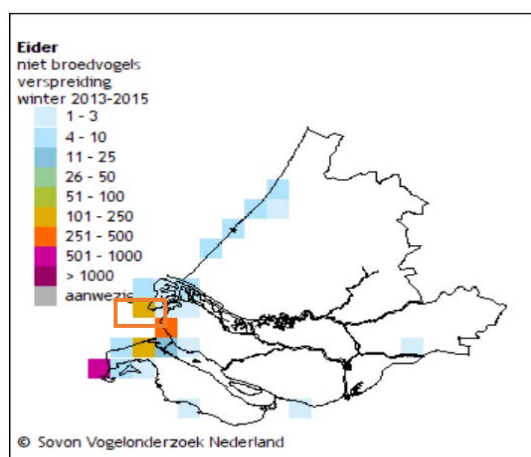 Eider
niet broedvogels
verspreiding
winter 2013-2015
1 - 3
4 - 10
11 - 25
26 - 50
51 - 100
101 - 250
251 - 500
501 - 1000
> 1000
aanwezig
© Sovon Vogelonderzoek Nederland